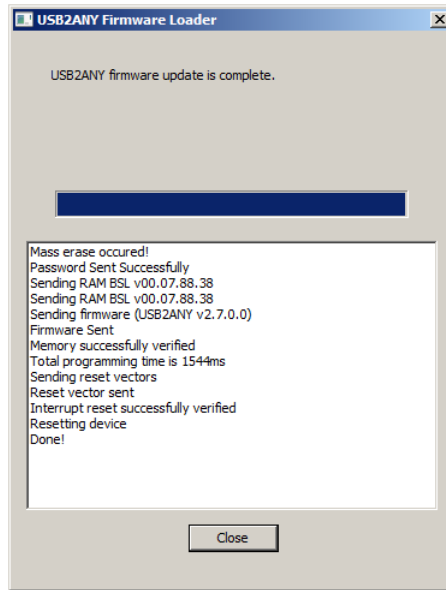 USB2ANY Firmware Loader
USB2ANY firmware update is complete.
Mass erase occured!
Password Sent Successfully
Sending RAM BSL v00.07.88.38
Sending RAM BSL v00.07.88.38
Sending firmware (USB2ANY v2.7.0.0)
Firmware Sent
Memory successfully verified
Total programming time is 1544ms
Sending reset vectors
Reset vector sent
Interrupt reset successfully verified
Resetting device
Done!
Close